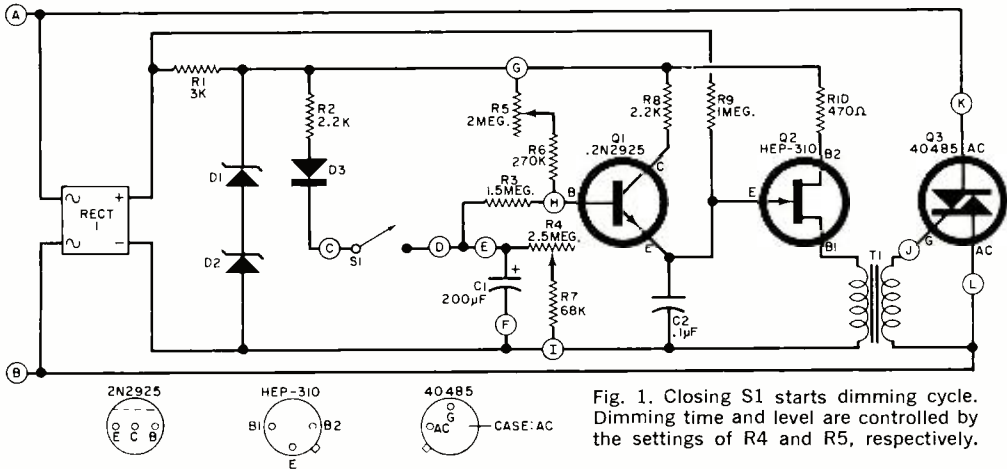 A
K
G
R1
3K
R2
2.2K
R5
2MEG.
R6
270K
R8
2.2K
R9
1MEG.
R1D
470Ω
Q1
.2N2925
C
Q2
HEP-310
B2
Q3
40485
AC
RECT
1
+
−
D1
D3
R3
1.5MEG.
H
B
E
E
B1
G
AC
J
T1
L
R4
2.5MEG.
D2
C
S1
D
E
+
C1
200µF
R7
68K
C2
.1µF
F
I
B
2N2925
E C B
HEP-310
B1
B2
E
40485
G
AC
CASE:AC
Fig. 1. Closing S1 starts dimming cycle.
Dimming time and level are controlled by
the settings of R4 and R5, respectively.